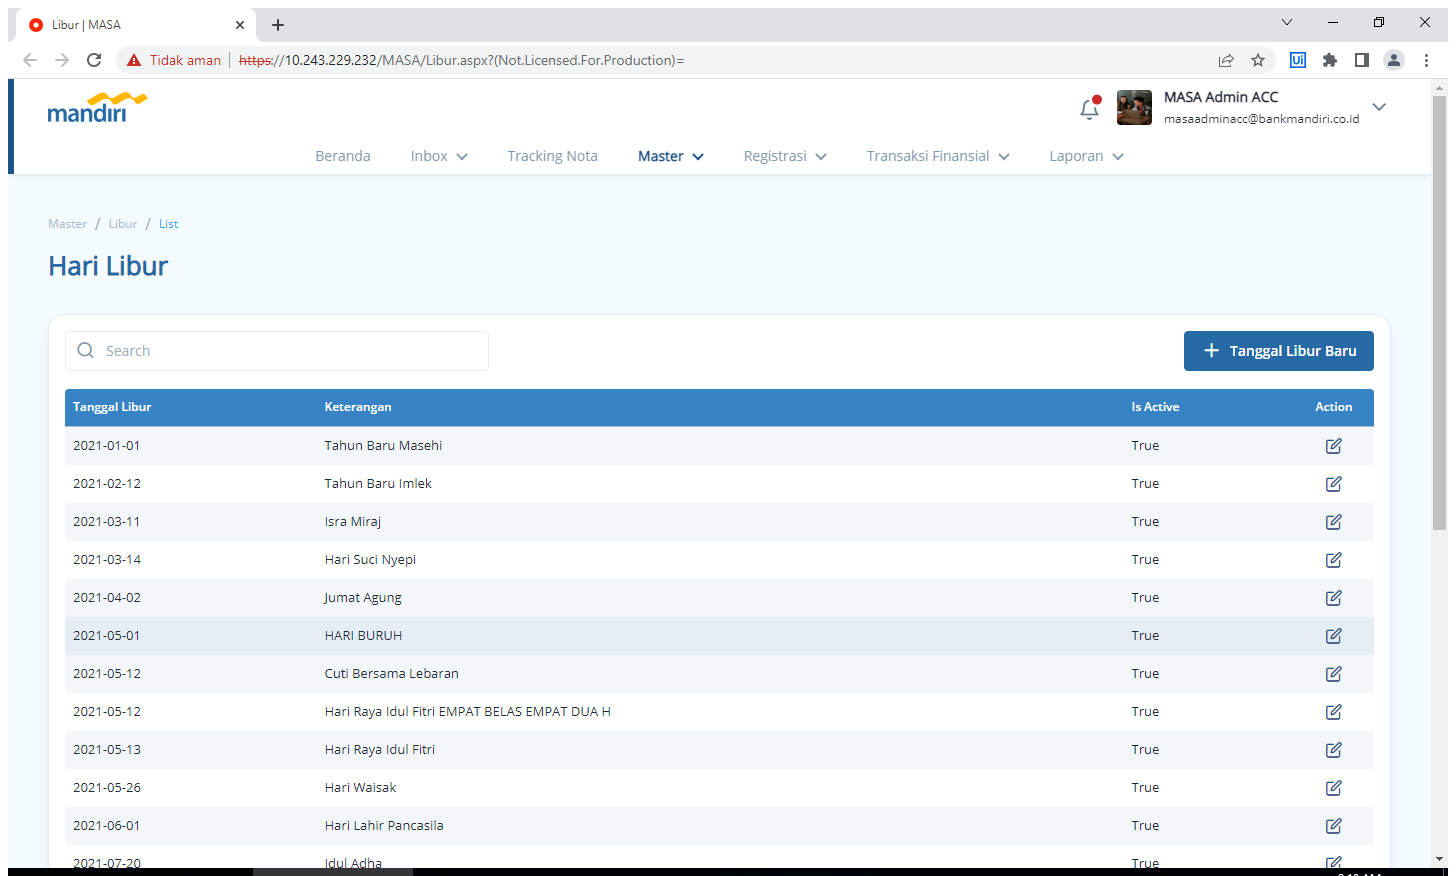 Libur | MASA
Tidak aman https://10.243.229.232/MASA/Libur.aspx?(Not.Licensed.For.Production)=
Ui
mandiri
MASA Admin ACC
masaadminacc@bankmandiri.co.id
Beranda Inbox Tracking Nota Master Registrasi Transaksi Finansial Laporan
Master / Libur / List
Hari Libur
Search
+ Tanggal Libur Baru
Tanggal Libur Keterangan Is Active Action
2021-01-01 Tahun Baru Masehi True
2021-02-12 Tahun Baru Imlek True
2021-03-11 Isra Miraj True
2021-03-14 Hari Suci Nyepi True
2021-04-02 Jumat Agung True
2021-05-01 HARI BURUH True
2021-05-12 Cuti Bersama Lebaran True
2021-05-12 Hari Raya Idul Fitri EMPAT BELAS EMPAT DUA H True
2021-05-13 Hari Raya Idul Fitri True
2021-05-26 Hari Waisak True
2021-06-01 Hari Lahir Pancasila True
2021-07-20 Idul Adha True